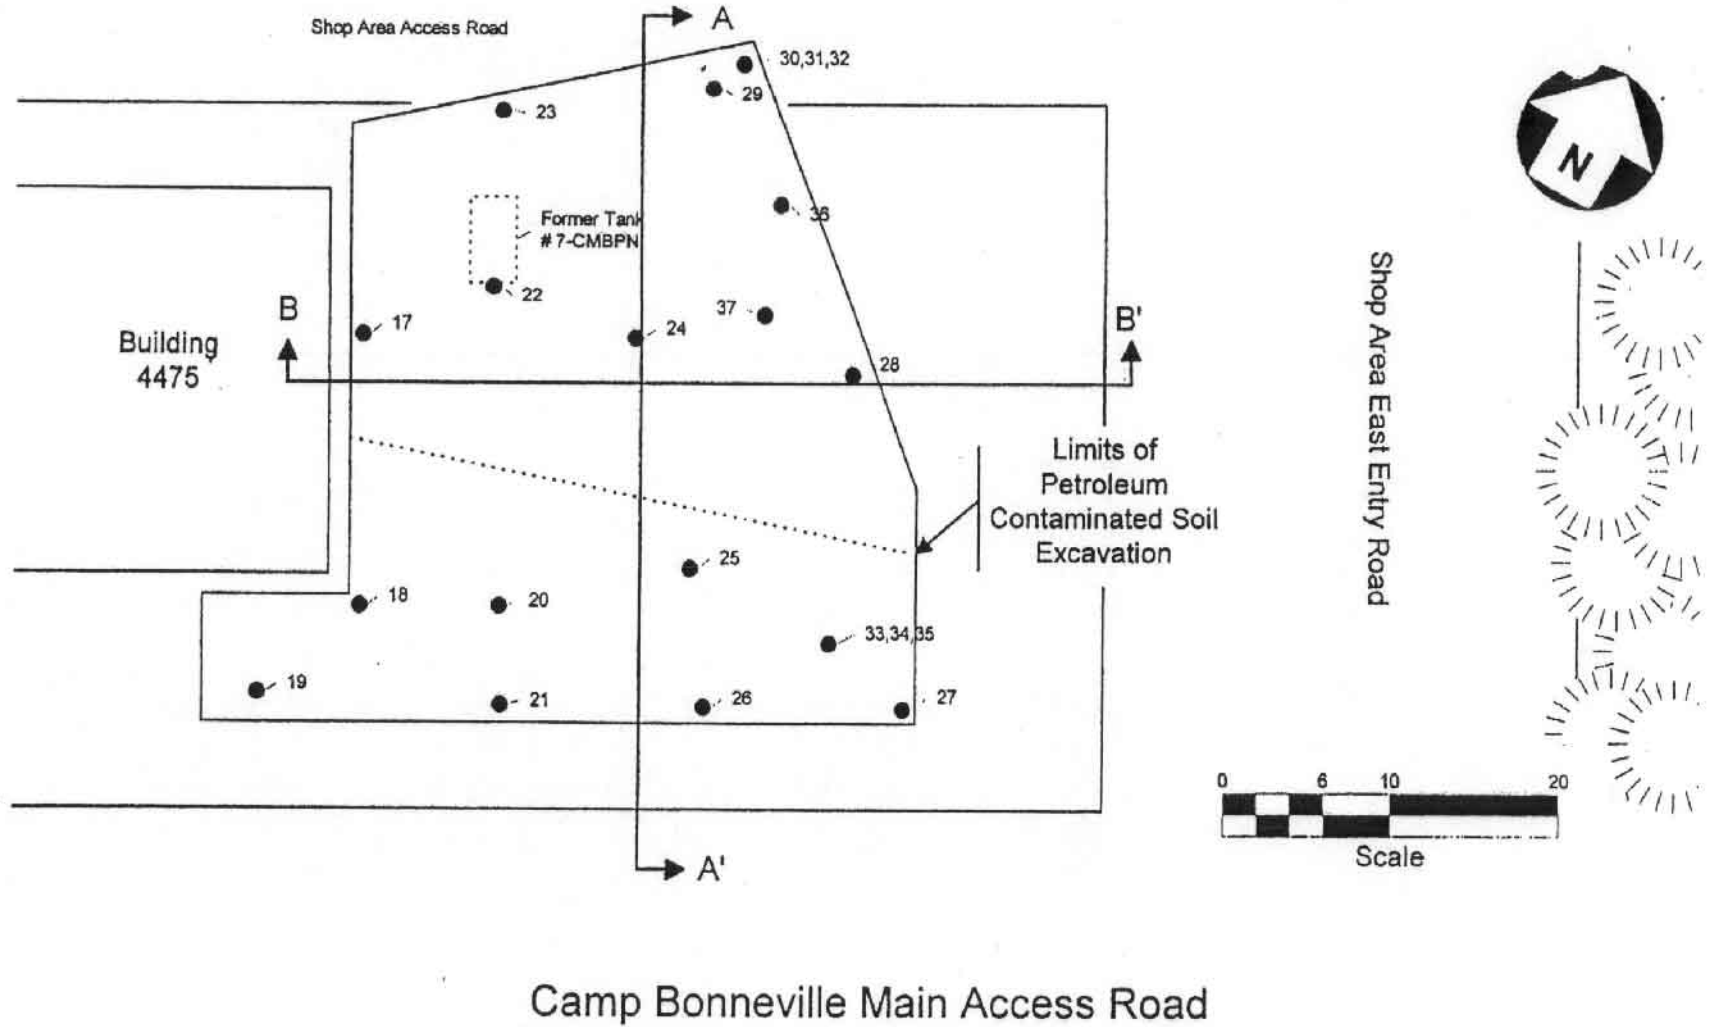 Shop Area Access Road
A
30,31,32
29
23
N
36
Former Tank
# 7-CMBPN
22
37
24
17
B
B'
28
Building
4475
Shop Area East Entry Road
Limits of
Petroleum
Contaminated Soil
Excavation
25
18
20
33,34,35
19
21
26
27
0 6 10 20
Scale
A'
Camp Bonneville Main Access Road